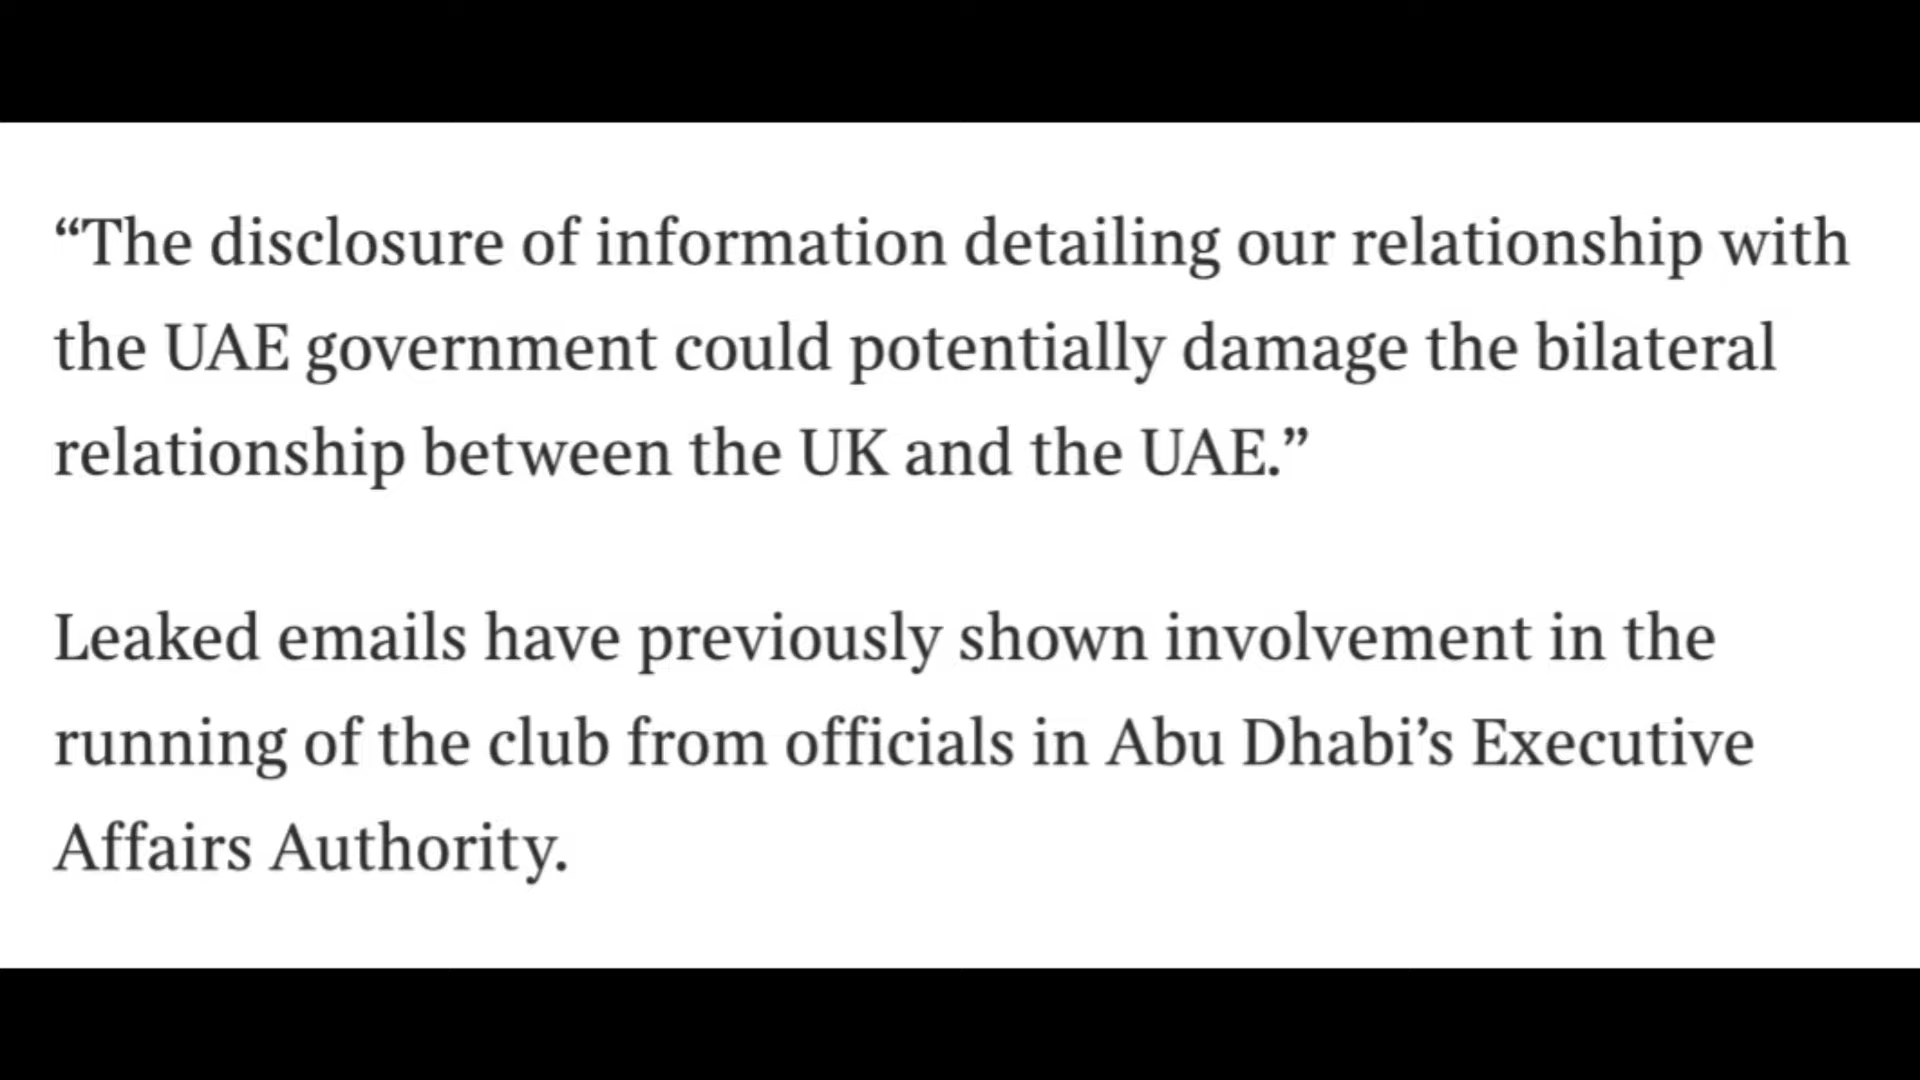 “The disclosure of information detailing our relationship with
the UAE government could potentially damage the bilateral
relationship between the UK and the UAE.”
Leaked emails have previously shown involvement in the
running of the club from officials in Abu Dhabi’s Executive
Affairs Authority.